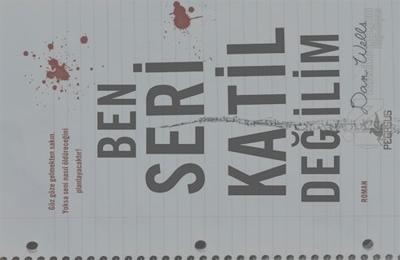 Göz göze gelmekten sakın.
Yoksa seni nasıl öldüreceğini
planlayacaktır!
BEN
SERİ
KATİL
DEĞİLİM
Dan Wells
PEGASUS
ROMAN